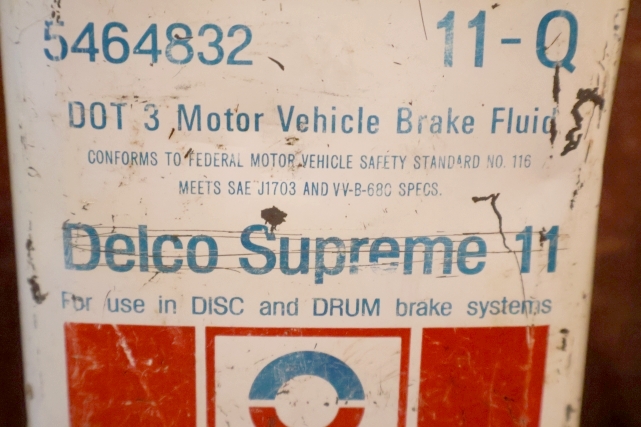 5464832 11-Q
DOT 3 Motor Vehicle Brake Fluid
CONFORMS TO FEDERAL MOTOR VEHICLE SAFETY STANDARD NO. 116
MEETS SAE J1703 AND VV-B-680 SPECS.
Delco Supreme 11
For use in DISC and DRUM brake systems